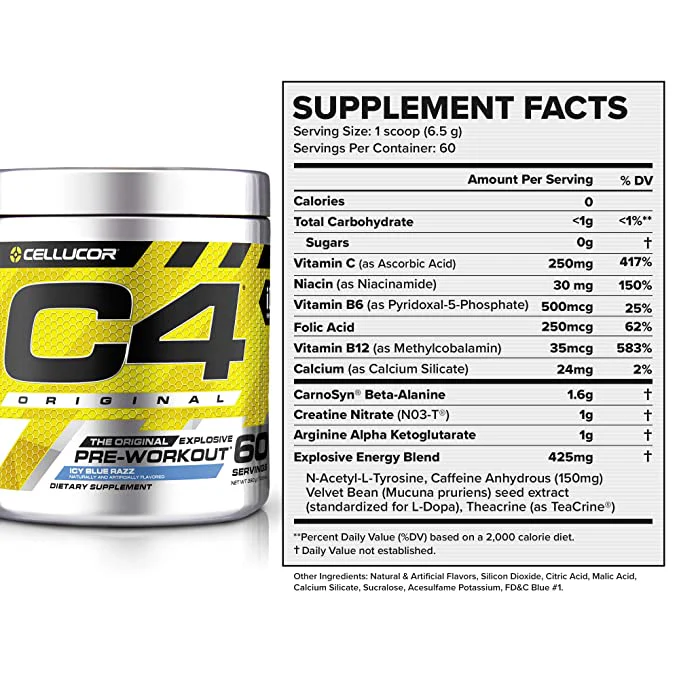 CELLUCOR®
C4®
ORIGINAL
THE ORIGINAL EXPLOSIVE
PRE-WORKOUT
60
SERVINGS
ICY BLUE RAZZ
NATURALLY AND ARTIFICIALLY FLAVORED
DIETARY SUPPLEMENT
NET WT
SUPPLEMENT FACTS
Serving Size: 1 scoop (6.5 g)
Servings Per Container: 60
Amount Per Serving % DV
Calories 0
Total Carbohydrate <1g <1%**
Sugars 0g †
Vitamin C (as Ascorbic Acid) 250mg 417%
Niacin (as Niacinamide) 30 mg 150%
Vitamin B6 (as Pyridoxal-5-Phosphate) 500mcg 25%
Folic Acid 250mcg 62%
Vitamin B12 (as Methylcobalamin) 35mcg 583%
Calcium (as Calcium Silicate) 24mg 2%
CarnoSyn® Beta-Alanine 1.6g †
Creatine Nitrate (N03-T®) 1g †
Arginine Alpha Ketoglutarate 1g †
Explosive Energy Blend 425mg †
N-Acetyl-L-Tyrosine, Caffeine Anhydrous (150mg)
Velvet Bean (Mucuna pruriens) seed extract
(standardized for L-Dopa), Theacrine (as TeaCrine®)
**Percent Daily Value (%DV) based on a 2,000 calorie diet.
† Daily Value not established.
Other Ingredients: Natural & Artificial Flavors, Silicon Dioxide, Citric Acid, Malic Acid,
Calcium Silicate, Sucralose, Acesulfame Potassium, FD&C Blue #1.